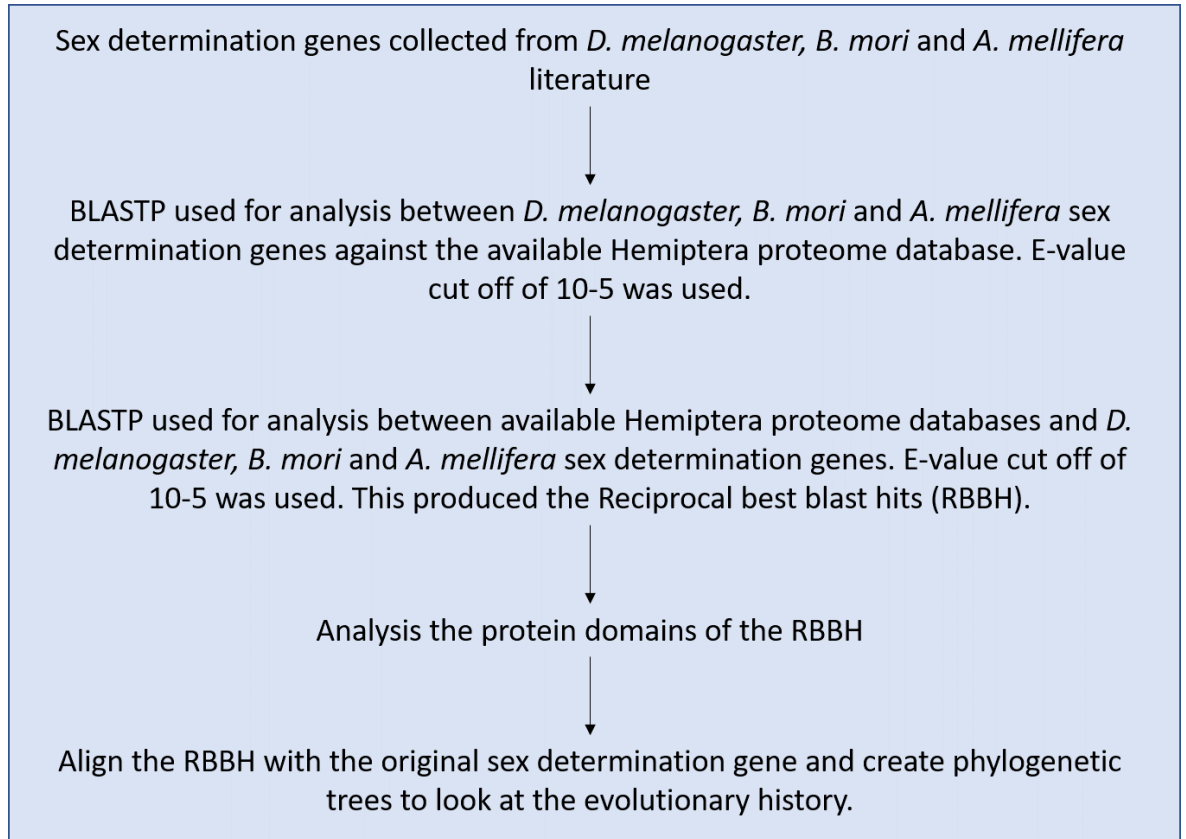 Sex determination genes collected from D. melanogaster, B. mori and A. mellifera
literature
BLASTP used for analysis between D. melanogaster, B. mori and A. mellifera sex
determination genes against the available Hemiptera proteome database. E-value
cut off of 10-5 was used.
BLASTP used for analysis between available Hemiptera proteome databases and D.
melanogaster, B. mori and A. mellifera sex determination genes. E-value cut off of
10-5 was used. This produced the Reciprocal best blast hits (RBBH).
Analysis the protein domains of the RBBH
Align the RBBH with the original sex determination gene and create phylogenetic
trees to look at the evolutionary history.